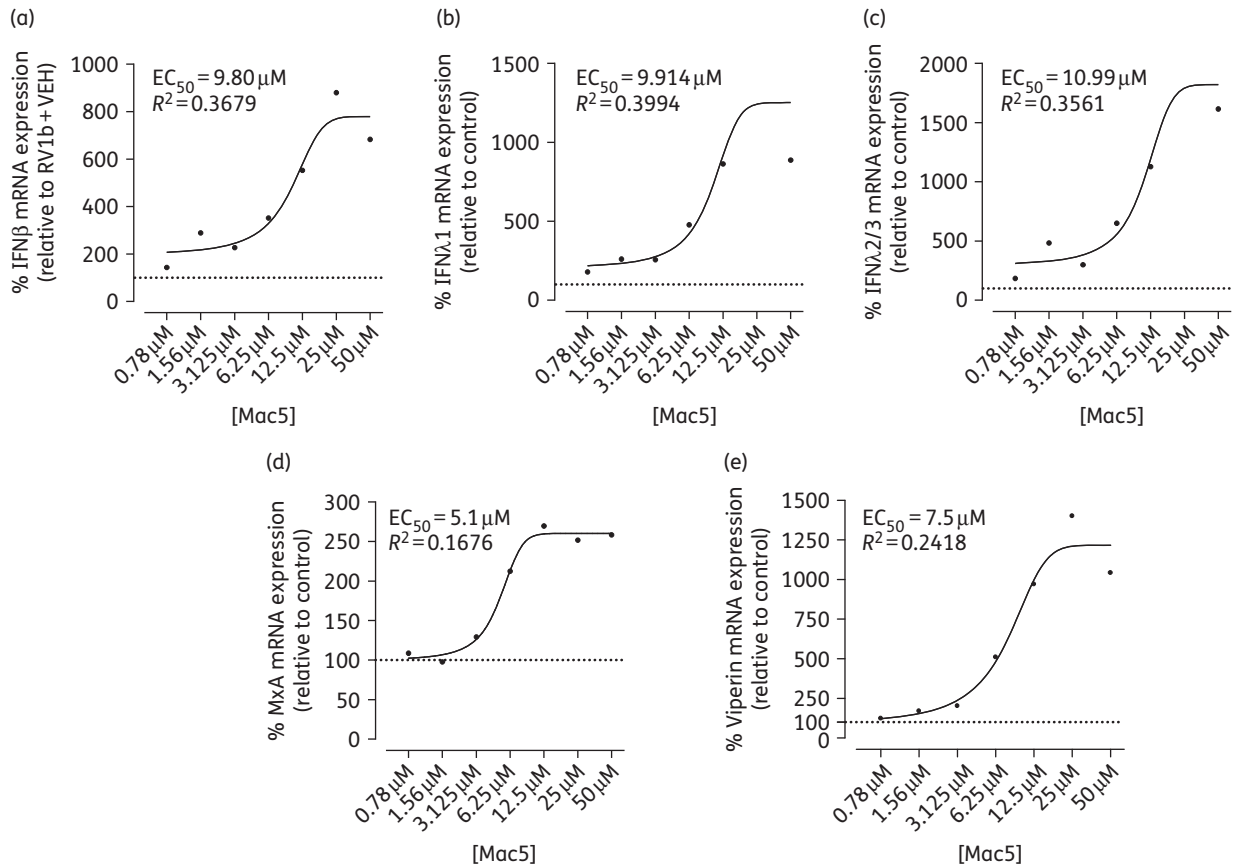 (a)
% IFNβ mRNA expression
(relative to RV1b + VEH)
1000
800
600
400
200
0
EC50 = 9.80 µM
R2 = 0.3679
0.78 µM
1.56 µM
3.125 µM
6.25 µM
12.5 µM
25 µM
50 µM
[Mac5]
(b)
% IFNλ1 mRNA expression
(relative to control)
1500
1000
500
0
EC50 = 9.914 µM
R2 = 0.3994
0.78 µM
1.56 µM
3.125 µM
6.25 µM
12.5 µM
25 µM
50 µM
[Mac5]
(c)
% IFNλ2/3 mRNA expression
(relative to control)
2000
1500
1000
500
0
EC50 = 10.99 µM
R2 = 0.3561
0.78 µM
1.56 µM
3.125 µM
6.25 µM
12.5 µM
25 µM
50 µM
[Mac5]
(d)
% MxA mRNA expression
(relative to control)
300
250
200
150
100
50
0
EC50 = 5.1 µM
R2 = 0.1676
0.78 µM
1.56 µM
3.125 µM
6.25 µM
12.5 µM
25 µM
50 µM
[Mac5]
(e)
% Viperin mRNA expression
(relative to control)
1500
1250
1000
750
500
250
100
0
EC50 = 7.5 µM
R2 = 0.2418
0.78 µM
1.56 µM
3.125 µM
6.25 µM
12.5 µM
25 µM
50 µM
[Mac5]